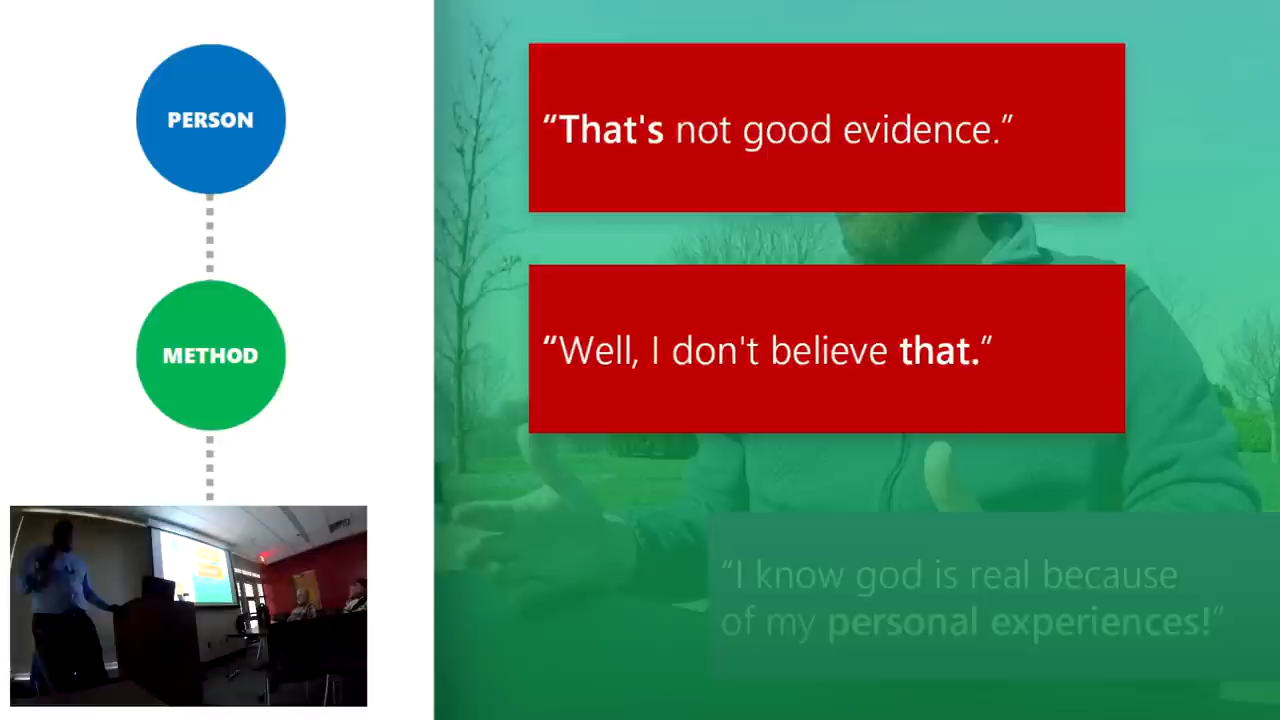 PERSON
METHOD
“That's not good evidence.”
“Well, I don't believe that.”
“I know god is real because
of my personal experiences!”